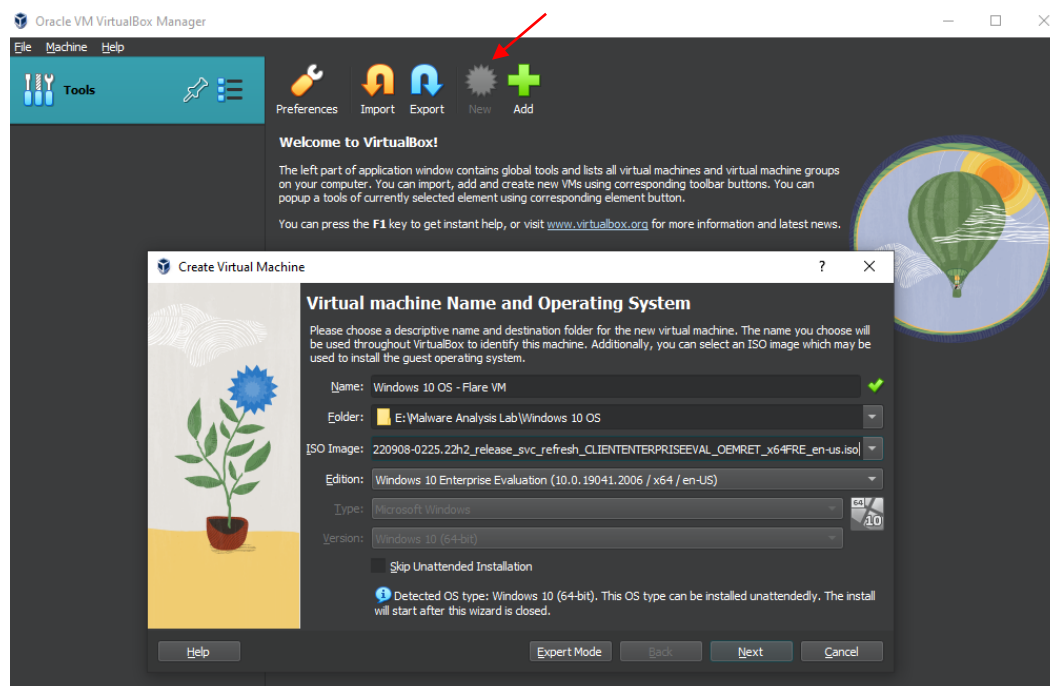 Oracle VM VirtualBox Manager
File Machine Help
Tools
Preferences Import Export New Add
Welcome to VirtualBox!
The left part of application window contains global tools and lists all virtual machines and virtual machine groups
on your computer. You can import, add and create new VMs using corresponding toolbar buttons. You can
popup a tools of currently selected element using corresponding element button.
You can press the F1 key to get instant help, or visit www.virtualbox.org for more information and latest news.
Create Virtual Machine
?
Virtual machine Name and Operating System
Please choose a descriptive name and destination folder for the new virtual machine. The name you choose will
be used throughout VirtualBox to identify this machine. Additionally, you can select an ISO image which may be
used to install the guest operating system.
Name: Windows 10 OS - Flare VM
Folder: E:\Malware Analysis Lab\Windows 10 OS
ISO Image: 220908-0225.22h2_release_svc_refresh_CLIENTENTERPRISEEVAL_OEMRET_x64FRE_en-us.iso
Edition: Windows 10 Enterprise Evaluation (10.0.19041.2006 / x64 / en-US)
Type: Microsoft Windows
64
10
Version: Windows 10 (64-bit)
Skip Unattended Installation
Detected OS type: Windows 10 (64-bit). This OS type can be installed unattendedly. The install
will start after this wizard is closed.
Help Expert Mode Back Next Cancel